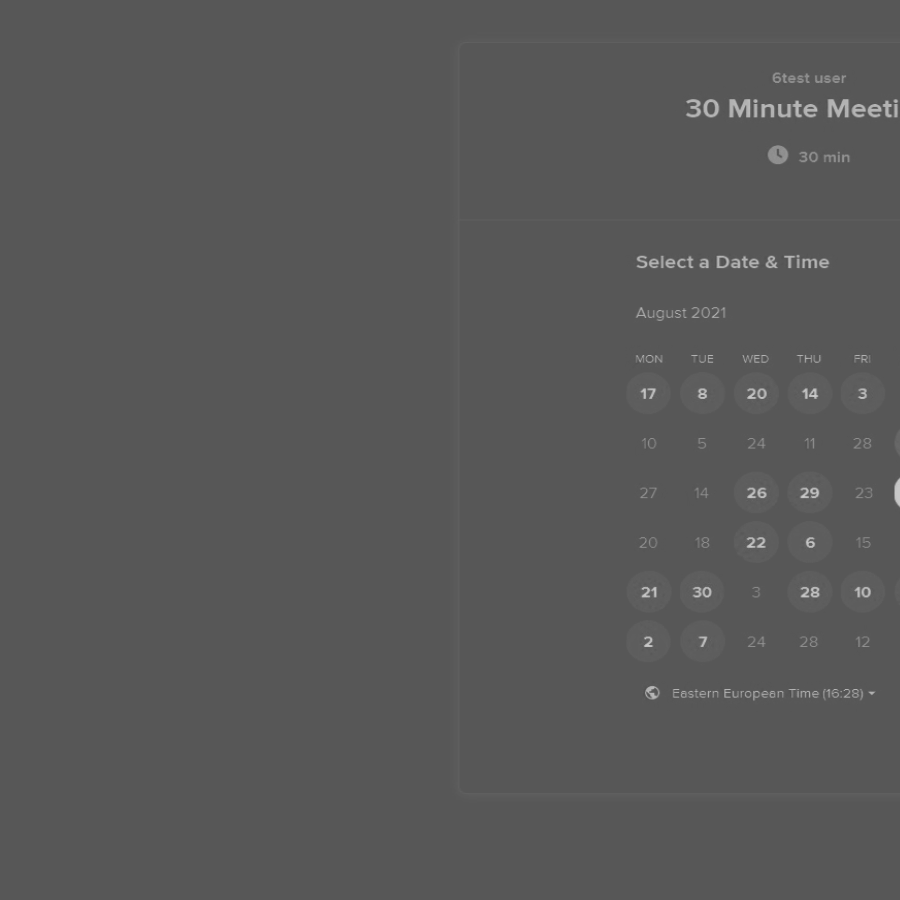 6test user
30 Minute Meeti
30 min
Select a Date & Time
August 2021
MON TUE WED THU FRI
17 8 20 14 3
10 5 24 11 28
27 14 26 29 23
20 18 22 6 15
21 30 3 28 10
2 7 24 28 12
Eastern European Time (16:28)